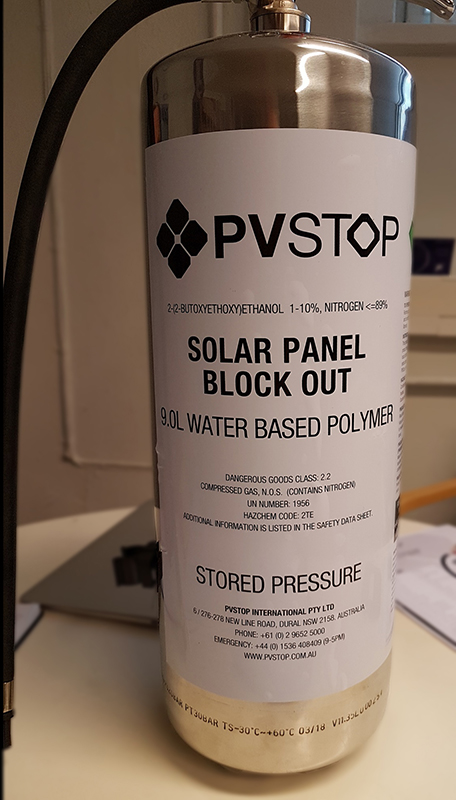 PVSTOP
2-(2-BUTOXYETHOXY)ETHANOL 1-10%, NITROGEN <=89%
SOLAR PANEL
BLOCK OUT
9.0L WATER BASED POLYMER
DANGEROUS GOODS CLASS: 2.2
COMPRESSED GAS, N.O.S. (CONTAINS NITROGEN)
UN NUMBER: 1956
HAZCHEM CODE: 2TE
ADDITIONAL INFORMATION IS LISTED IN THE SAFETY DATA SHEET.
STORED PRESSURE
PVSTOP INTERNATIONAL PTY LTD
6 / 276-278 NEW LINE ROAD, DURAL NSW 2158. AUSTRALIA
PHONE: +61 (0) 2 9652 5000
EMERGENCY: +44 (0) 1536 408409 (9-5PM)
WWW.PVSTOP.COM.AU
PT30BAR TS-30°C~+60°C 03/18